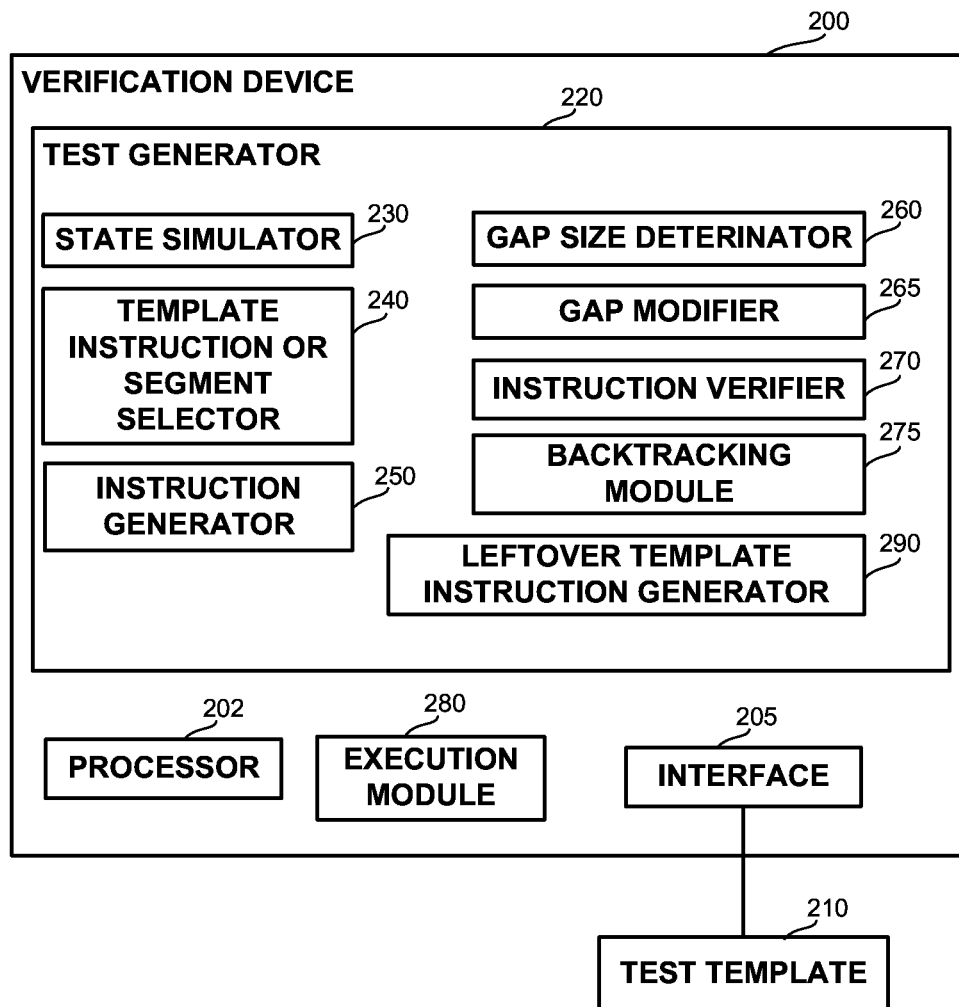 200
VERIFICATION DEVICE
220
TEST GENERATOR
230
STATE SIMULATOR
240
TEMPLATE
INSTRUCTION OR
SEGMENT
SELECTOR
250
INSTRUCTION
GENERATOR
260
GAP SIZE DETERINATOR
265
GAP MODIFIER
270
INSTRUCTION VERIFIER
275
BACKTRACKING
MODULE
290
LEFTOVER TEMPLATE
INSTRUCTION GENERATOR
202
PROCESSOR
280
EXECUTION
MODULE
205
INTERFACE
210
TEST TEMPLATE